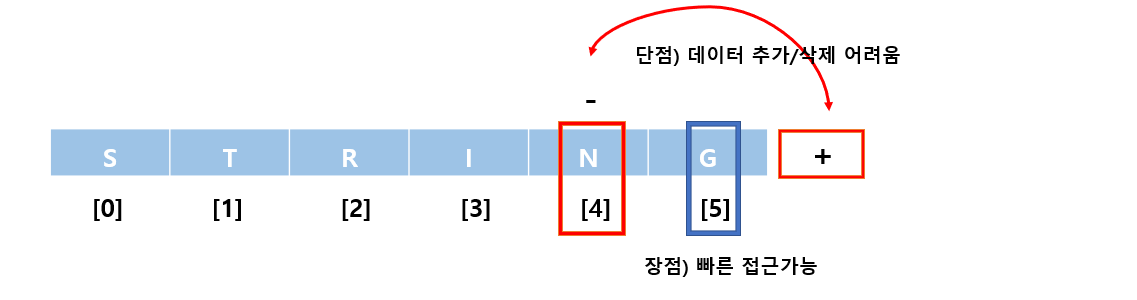 단점) 데이터 추가/삭제 어려움
-
S T R I N G +
[0] [1] [2] [3] [4] [5]
장점) 빠른 접근가능